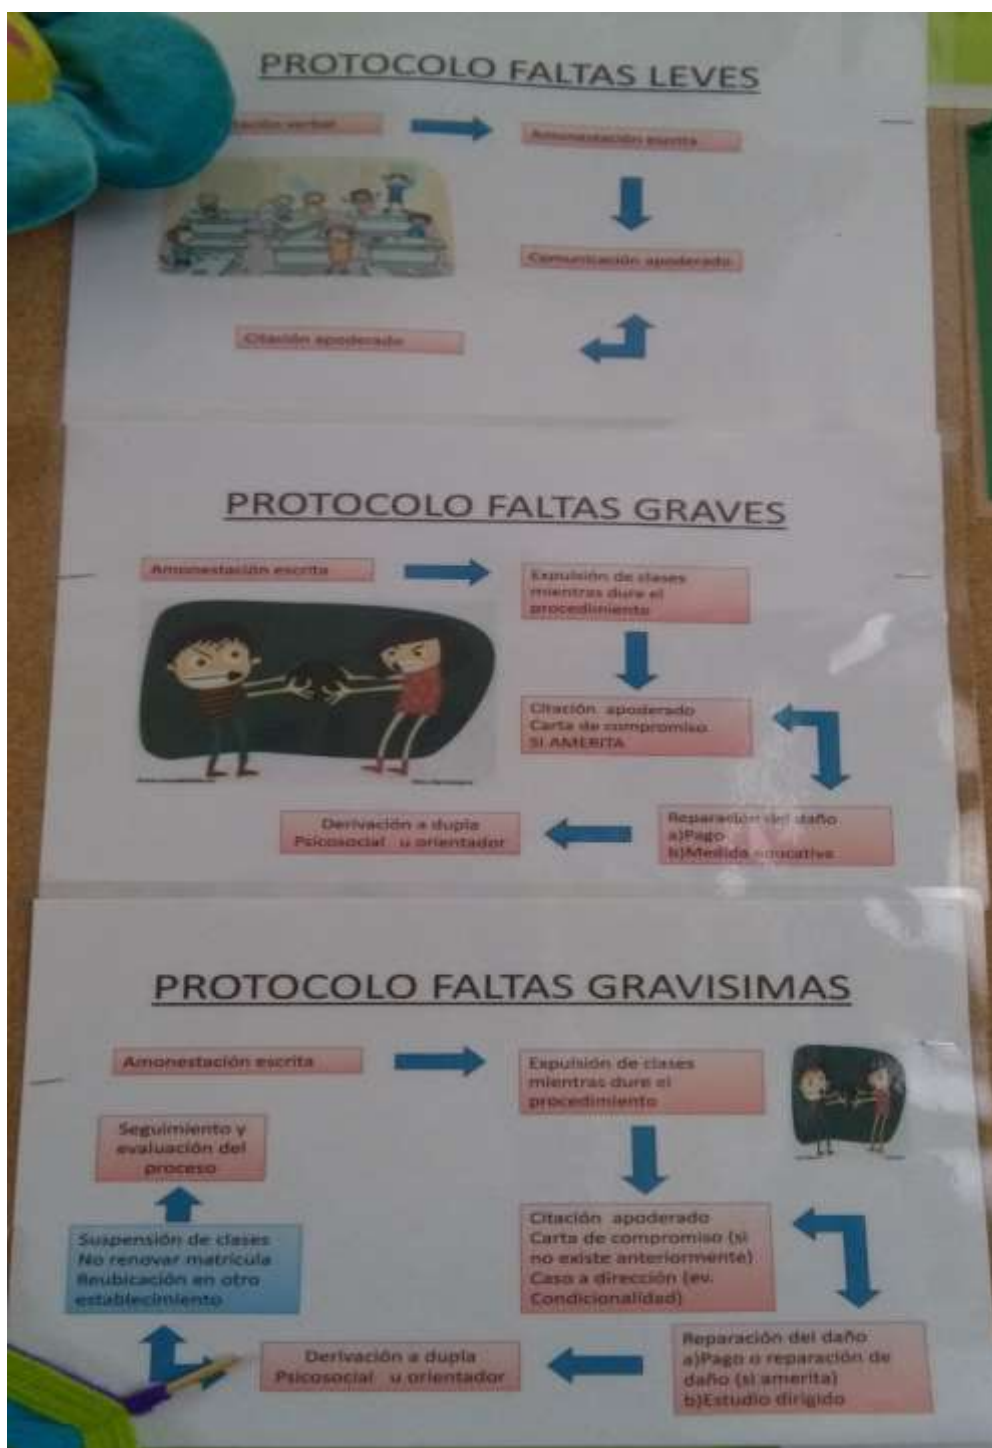 PROTOCOLO FALTAS LEVES
verbal
Amonestación escrita
Comunicación apoderado
Citación apoderado
PROTOCOLO FALTAS GRAVES
Amonestación escrita
Expulsión de clases
mientras dure el
procedimiento
Citación apoderado
Carta de compromiso
SI AMERITA
Reparación del daño
a)Pago
b)Medida educativa
Derivación a dupla
Psicosocial u orientador
PROTOCOLO FALTAS GRAVISIMAS
Amonestación escrita
Expulsión de clases
mientras dure el
procedimiento
Citación apoderado
Carta de compromiso (si
no existe anteriormente)
Caso a dirección (ev.
Condicionalidad)
Reparación del daño
a)Pago o reparación de
daño (si amerita)
b)Estudio dirigido
Derivación a dupla
Psicosocial u orientador
Suspensión de clases
No renovar matrícula
Reubicación en otro
establecimiento
Seguimiento y
evaluación del
proceso